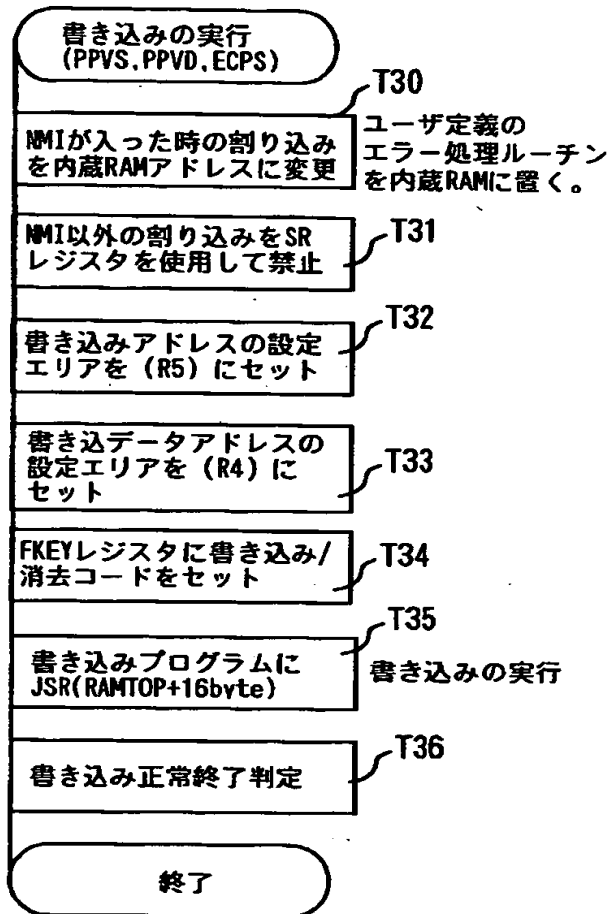 書き込みの実行
(PPVS.PPVD.ECPS)
T30
NMIが入った時の割り込み
を内蔵RAMアドレスに変更
ユーザ定義の
エラー処理ルーチン
を内蔵RAMに置く。
T31
NMI以外の割り込みをSR
レジスタを使用して禁止
T32
書き込みアドレスの設定
エリアを（R5）にセット
T33
書き込データアドレスの
設定エリアを（R4）に
セット
T34
FKEYレジスタに書き込み/
消去コードをセット
T35
書き込みプログラムに
JSR(RAMTOP+16byte)
書き込みの実行
T36
書き込み正常終了判定
終了